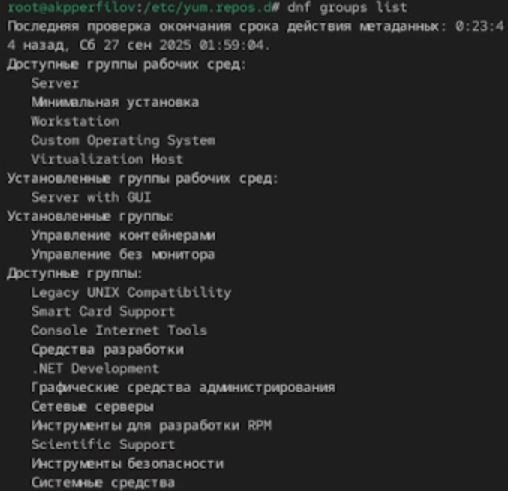 root@akpperfilov:/etc/yum.repos.d# dnf groups list
Последняя проверка окончания срока действия метаданных: 0:23:4
4 назад, Сб 27 сен 2025 01:59:04.
Доступные группы рабочих сред:
Server
Минимальная установка
Workstation
Custom Operating System
Virtualization Host
Установленные группы рабочих сред:
Server with GUI
Установленные группы:
Управление контейнерами
Управление без монитора
Доступные группы:
Legacy UNIX Compatibility
Smart Card Support
Console Internet Tools
Средства разработки
.NET Development
Графические средства администрирования
Сетевые серверы
Инструменты для разработки RPM
Scientific Support
Инструменты безопасности
Системные средства